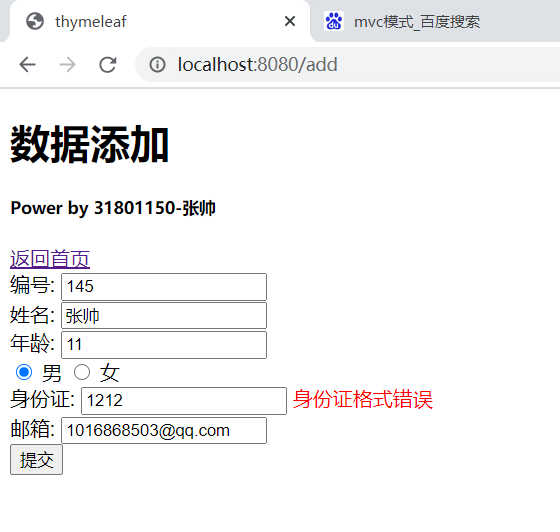 thymeleaf
mvc模式_百度搜索
localhost:8080/add
数据添加
Power by 31801150-张帅
返回首页
编号: 145
姓名: 张帅
年龄: 11
男 女
身份证: 1212 身份证格式错误
邮箱: 1016868503@qq.com
提交